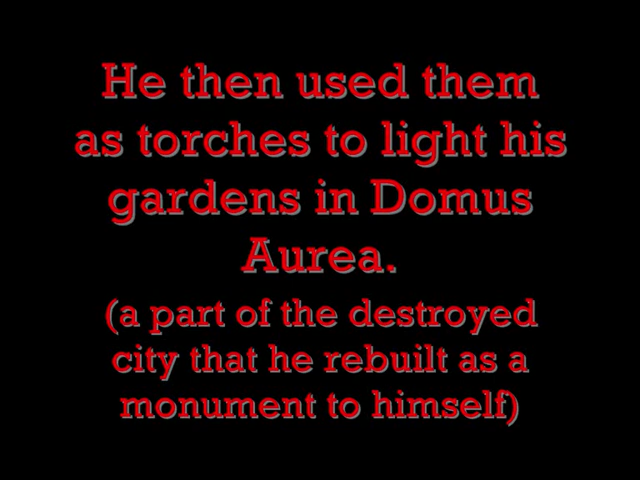 He then used them
as torches to light his
gardens in Domus
Aurea.
(a part of the destroyed
city that he rebuilt as a
monument to himself)